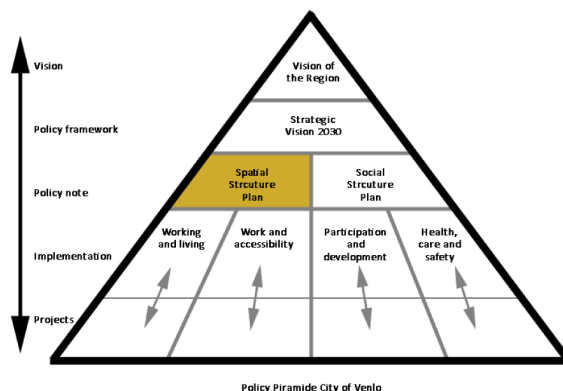 Vision
Vision of
the Region
Policy framework
Strategic
Vision 2030
Policy note
Spatial
Strcuture
Plan
Social
Strcuture
Plan
Implementation
Working
and living
Work and
accessibility
Participation
and
development
Health,
care and
safety
Projects
Policy Piramide City of Venlo